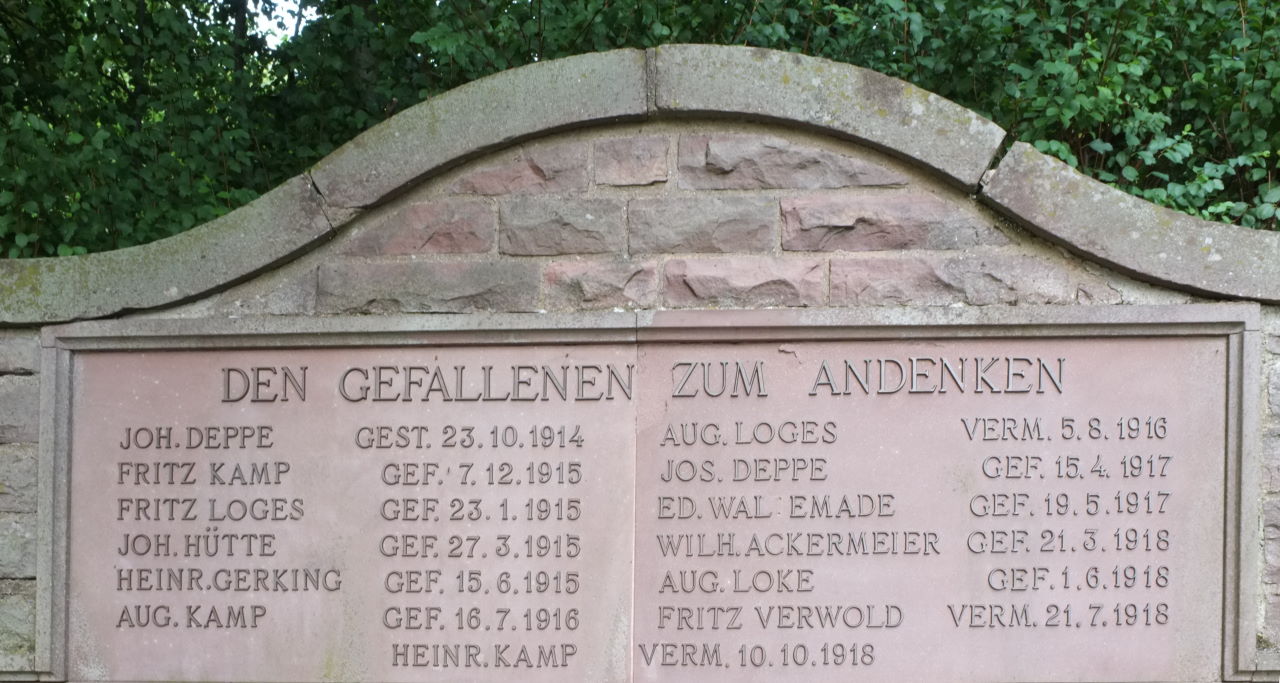 DEN GEFALLENEN ZUM ANDENKEN
JOH. DEPPE GEST. 23.10.1914
FRITZ KAMP GEF. 7.12.1915
FRITZ LOGES GEF. 23.1.1915
JOH. HÜTTE GEF. 27.3.1915
HEINR. GERKING GEF. 15.6.1915
AUG. KAMP GEF. 16.7.1916
AUG. LOGES VERM. 5.8.1916
JOS. DEPPE GEF. 15.4.1917
ED. WAL EMADE GEF. 19.5.1917
WILH. ACKERMEIER GEF. 21.3.1918
AUG. LOKE GEF. 1.6.1918
FRITZ VERWOLD VERM. 21.7.1918
HEINR. KAMP VERM. 10.10.1918